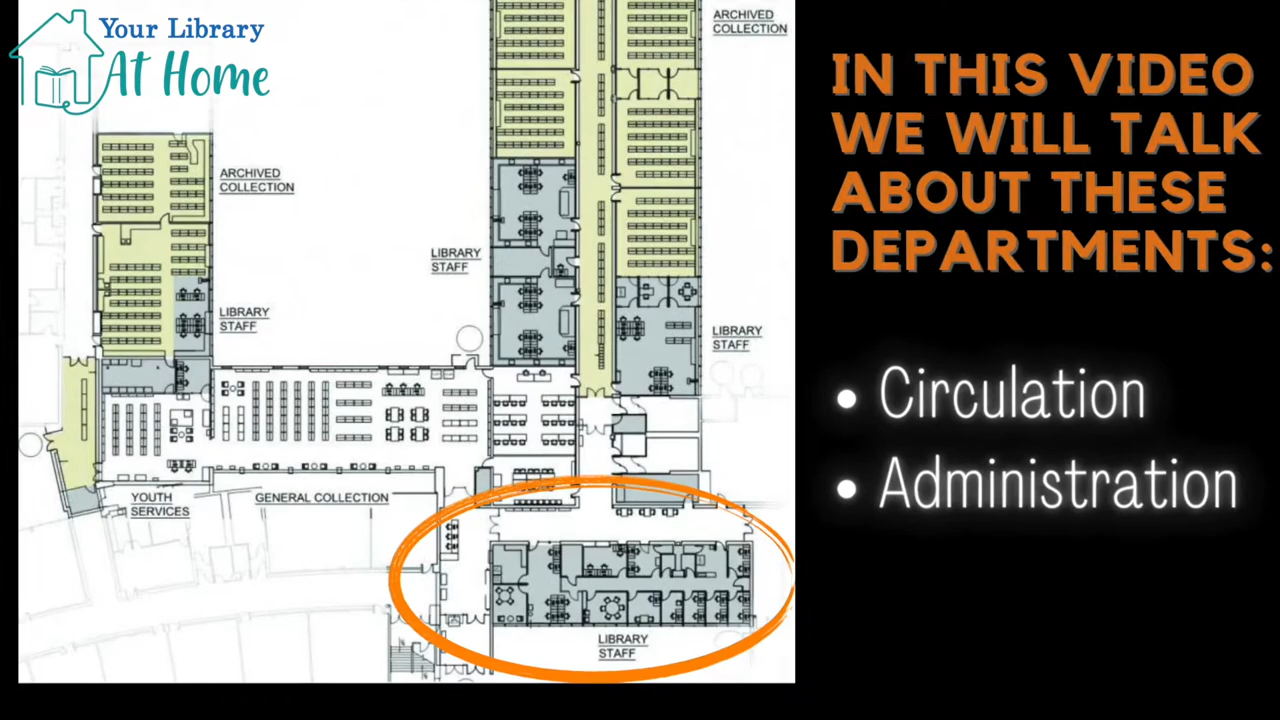 Your Library
At Home
ARCHIVED
COLLECTION
ARCHIVED
COLLECTION
LIBRARY
STAFF
LIBRARY
STAFF
LIBRARY
STAFF
YOUTH
SERVICES
GENERAL COLLECTION
LIBRARY
STAFF
IN THIS VIDEO
WE WILL TALK
ABOUT THESE
DEPARTMENTS:
• Circulation
• Administration